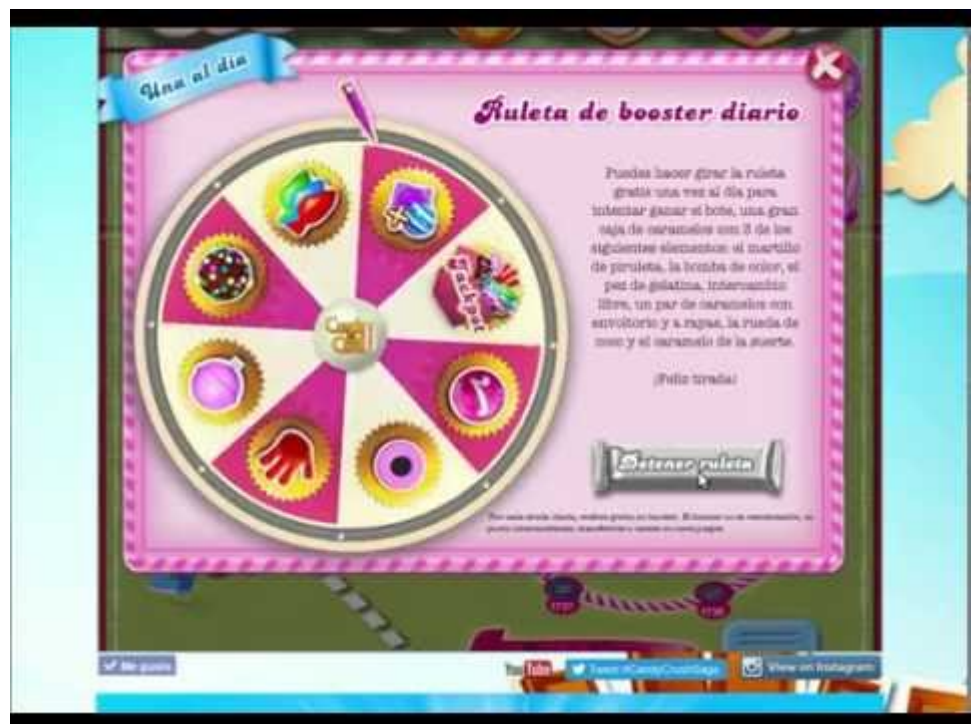 Una al día
Ruleta de booster diario
Puedes hacer girar la ruleta
gratis una vez al día para
intentar ganar el bote, una gran
caja de caramelos con 3 de los
siguientes elementos: el martillo
de piruleta, la bomba de color, el
pez de gelatina, intercambio
libre, un par de caramelos con
envoltorio y a rayas, la rueda de
coco y el caramelo de la suerte.
¡Feliz tirada!
Jackpot
Candy
Detener ruleta
Me gusta
YouTube
Tweet #CandyCrushSaga
View on Instagram